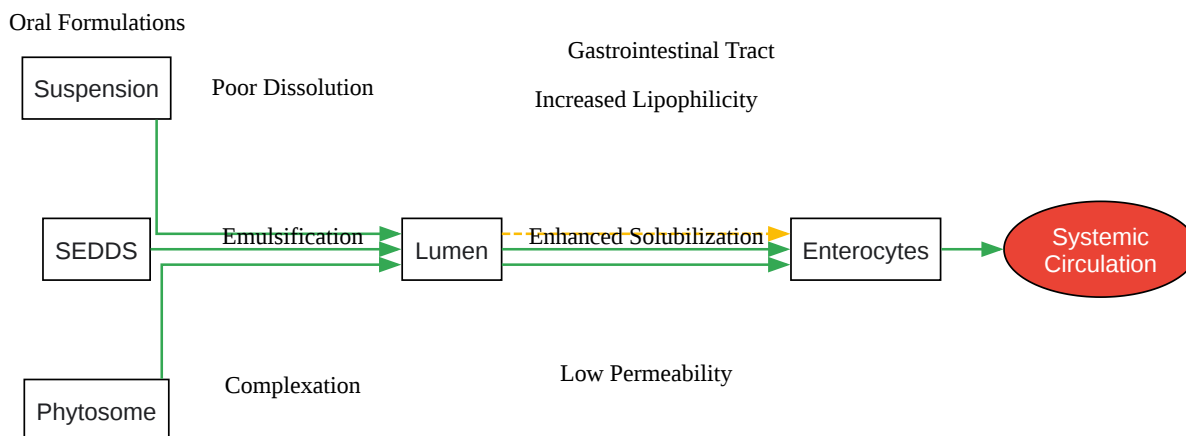 Oral Formulations
Gastrointestinal Tract
Suspension
Poor Dissolution
Increased Lipophilicity
SEDDS
Emulsification
Lumen
Enhanced Solubilization
Enterocytes
Systemic
Circulation
Phytosome
Complexation
Low Permeability